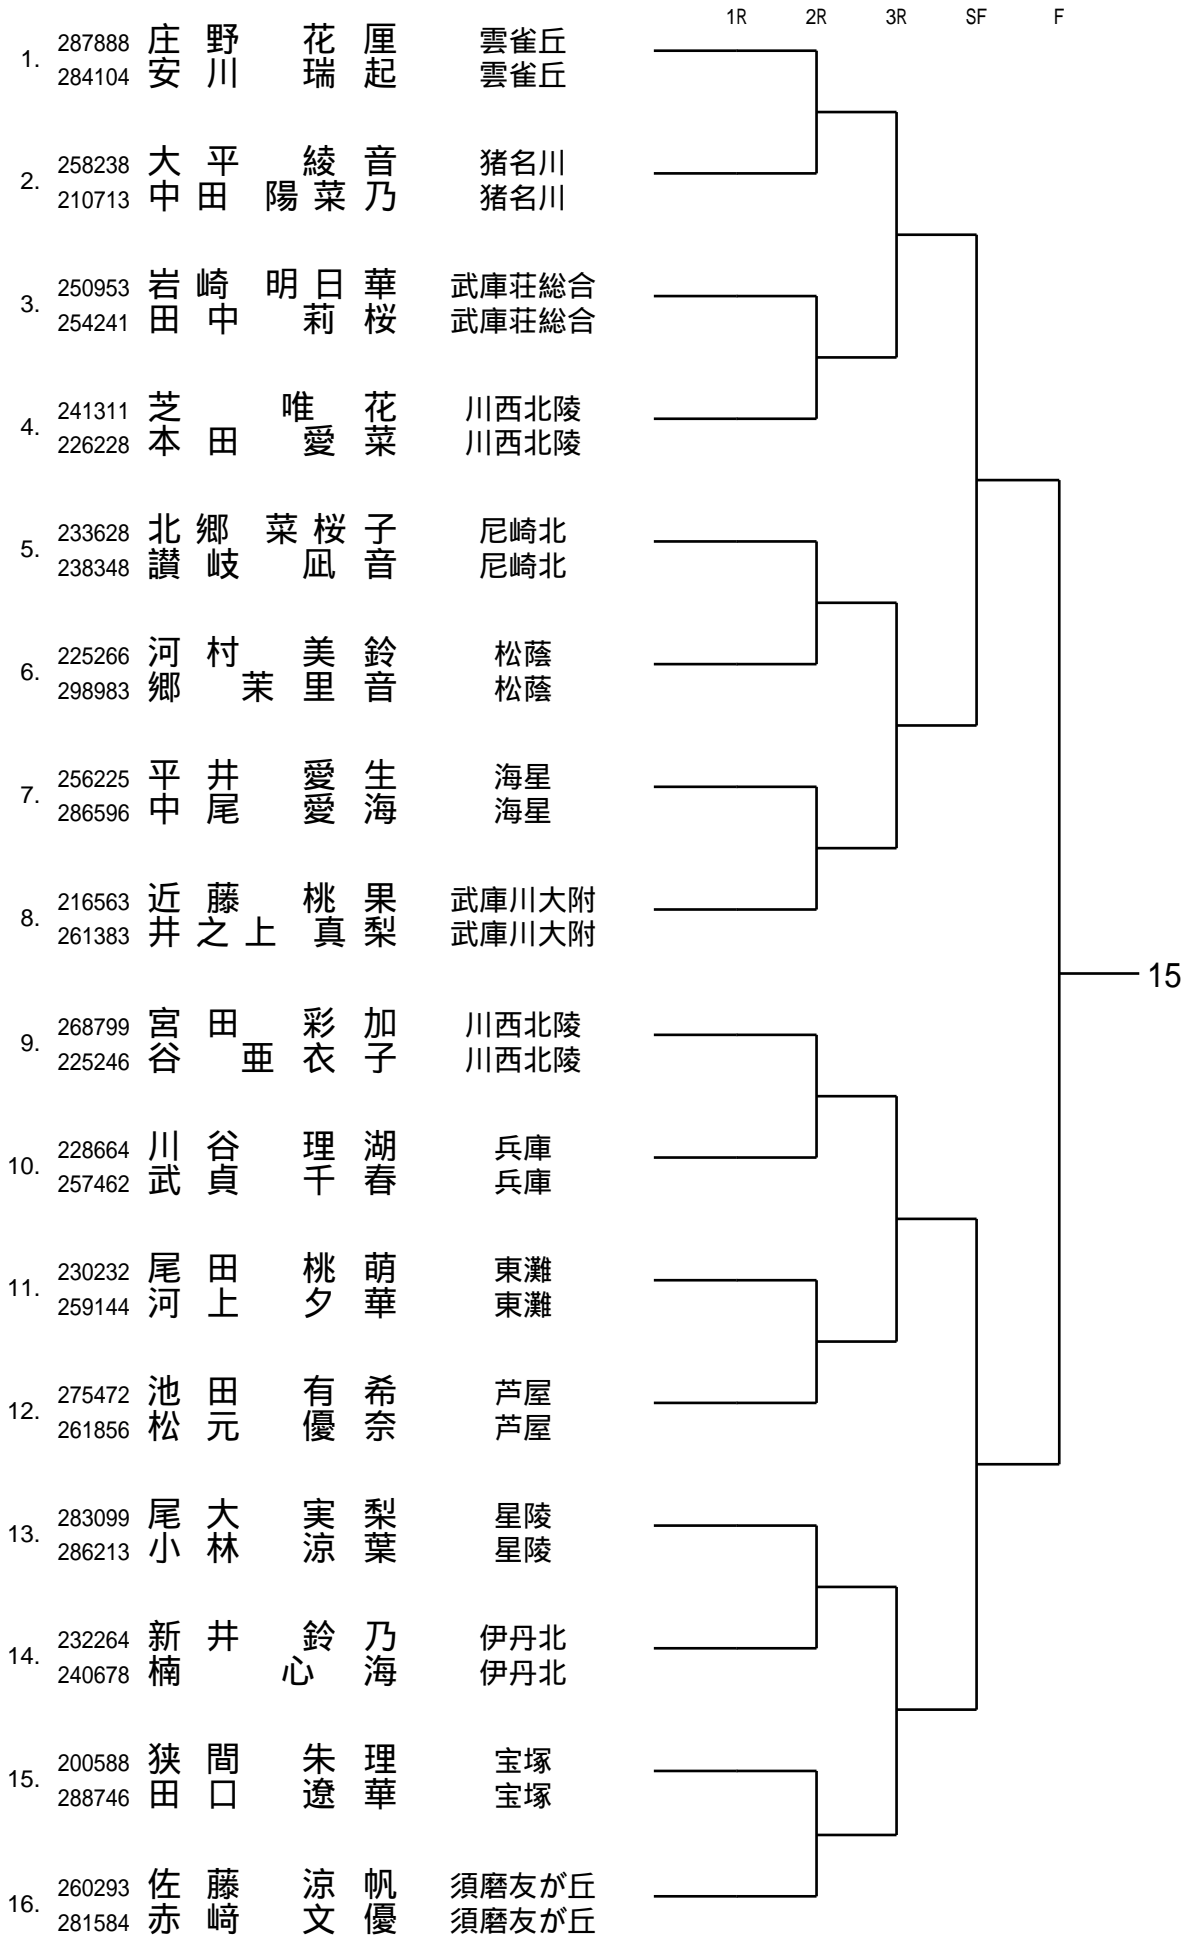 1R 2R 3R SF F
1. 287888 庄野 花厘 雲雀丘
284104 安川 瑞起 雲雀丘
2. 258238 大平 綾音 猪名川
210713 中田 陽菜乃 猪名川
3. 250953 岩崎 明日華 武庫荘総合
254241 田中 莉桜 武庫荘総合
4. 241311 芝 唯花 川西北陵
226228 本田 愛菜 川西北陵
5. 233628 北郷 菜桜子 尼崎北
238348 讃岐 凪音 尼崎北
6. 225266 河村 美鈴 松蔭
298983 郷 茉里音 松蔭
7. 256225 平井 愛生 海星
286596 中尾 愛海 海星
8. 216563 近藤 桃果 武庫川大附
261383 井之上 真梨 武庫川大附
15
9. 268799 宮田 彩加 川西北陵
225246 谷 亜衣子 川西北陵
10. 228664 川谷 理湖 兵庫
257462 武貞 千春 兵庫
11. 230232 尾田 桃萌 東灘
259144 河上 夕華 東灘
12. 275472 池田 有希 芦屋
261856 松元 優奈 芦屋
13. 283099 尾大 実梨 星陵
286213 小林 涼葉 星陵
14. 232264 新井 鈴乃 伊丹北
240678 楠 心海 伊丹北
15. 200588 狭間 朱理 宝塚
288746 田口 遼華 宝塚
16. 260293 佐藤 涼帆 須磨友が丘
281584 赤﨑 文優 須磨友が丘